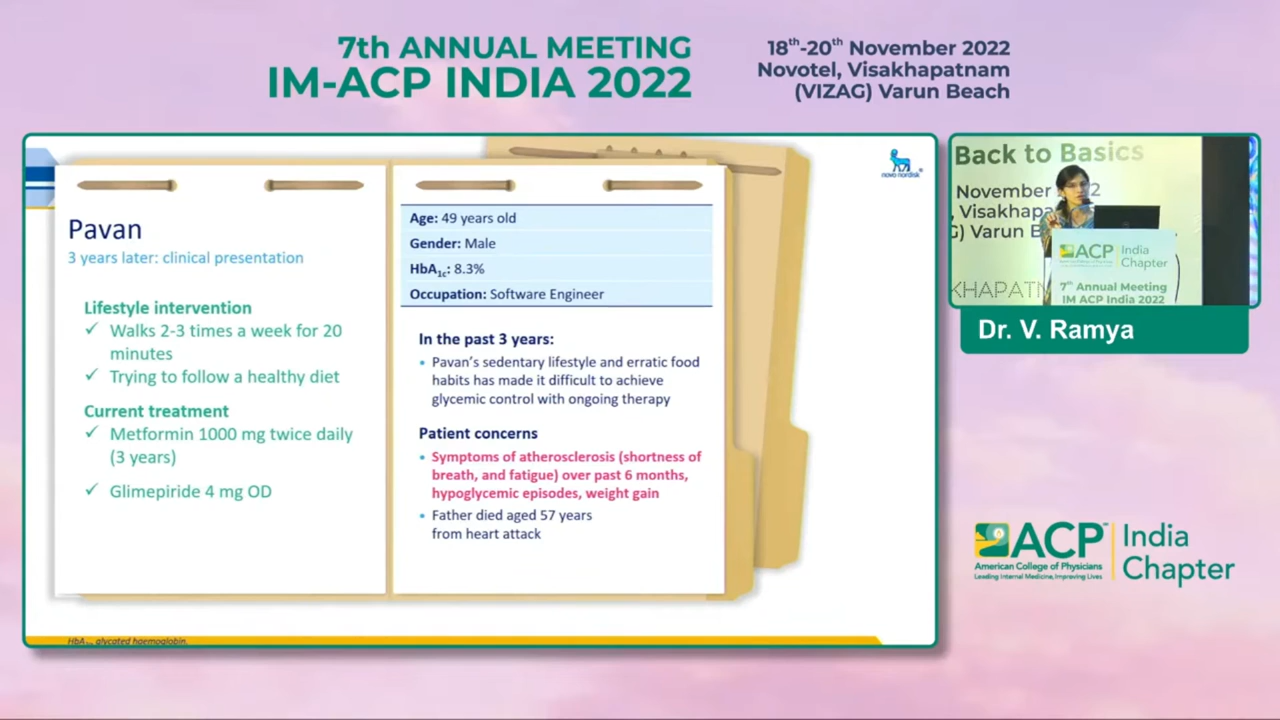 7th ANNUAL MEETING
IM-ACP INDIA 2022
18th-20th November 2022
Novotel, Visakhapatnam
(VIZAG) Varun Beach
novo nordisk®
Pavan
3 years later: clinical presentation
Lifestyle intervention
✓ Walks 2-3 times a week for 20
minutes
✓ Trying to follow a healthy diet
Current treatment
✓ Metformin 1000 mg twice daily
(3 years)
✓ Glimepiride 4 mg OD
Age: 49 years old
Gender: Male
HbA1c: 8.3%
Occupation: Software Engineer
In the past 3 years:
• Pavan’s sedentary lifestyle and erratic food
habits has made it difficult to achieve
glycemic control with ongoing therapy
Patient concerns
• Symptoms of atherosclerosis (shortness of
breath, and fatigue) over past 6 months,
hypoglycemic episodes, weight gain
• Father died aged 57 years
from heart attack
HbA1c, glycated haemoglobin.
Back to Basics
November
2
, Visakhapa
G) Varun B
KHAPATN
ACP
India
Chapter
7th Annual Meeting
IM ACP India 2022
Dr. V. Ramya
ACP™
American College of Physicians
Leading Internal Medicine, Improving Lives
India
Chapter